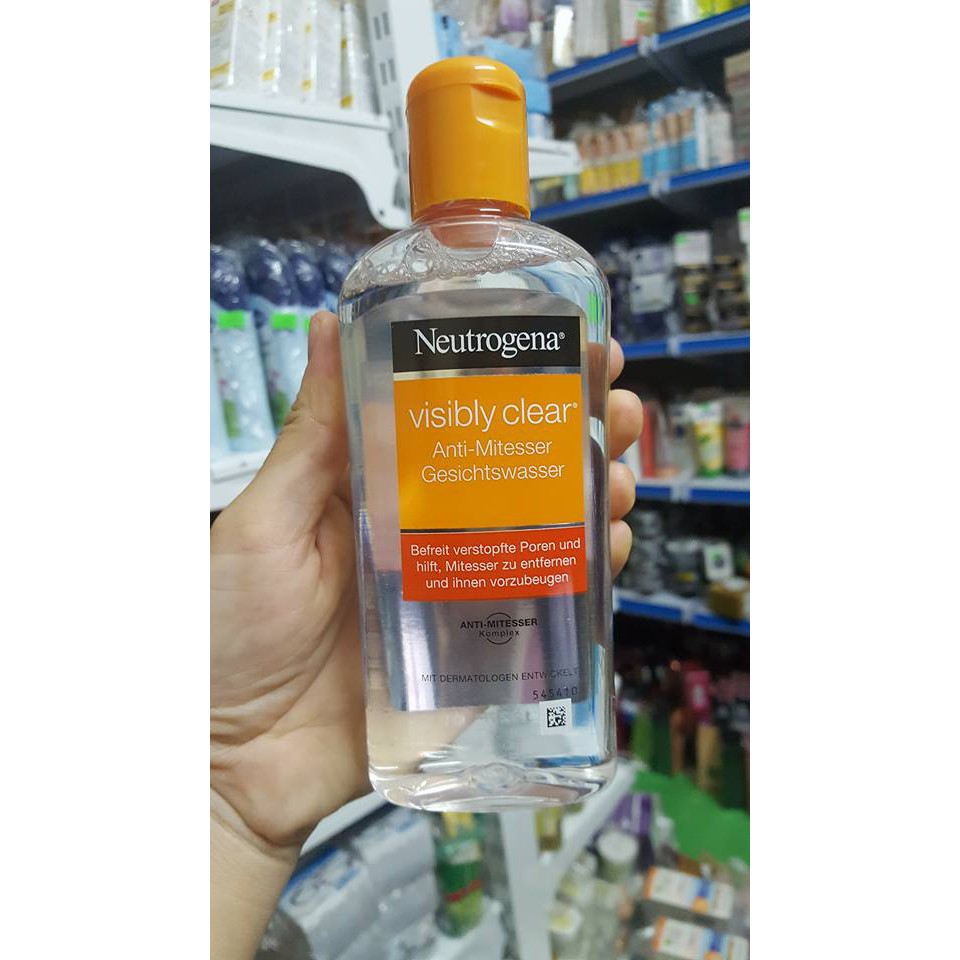 Neutrogena®
visibly clear®
Anti-Mitesser
Gesichtswasser
Befreit verstopfte Poren und
hilft, Mitesser zu entfernen
und ihnen vorzubeugen
ANTI-MITESSER
Komplex
MIT DERMATOLOGEN ENTWICKELT
545410